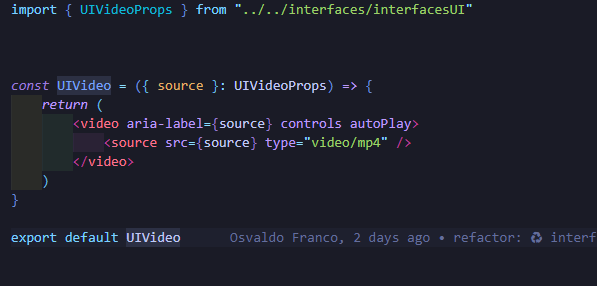 import { UIVideoProps } from "../../interfaces/interfacesUI"
const UIVideo = ({ source }: UIVideoProps) => {
return (
<video aria-label={source} controls autoPlay>
<source src={source} type="video/mp4" />
</video>
)
}
export default UIVideo Osvaldo Franco, 2 days ago • refactor: ♻️ interf